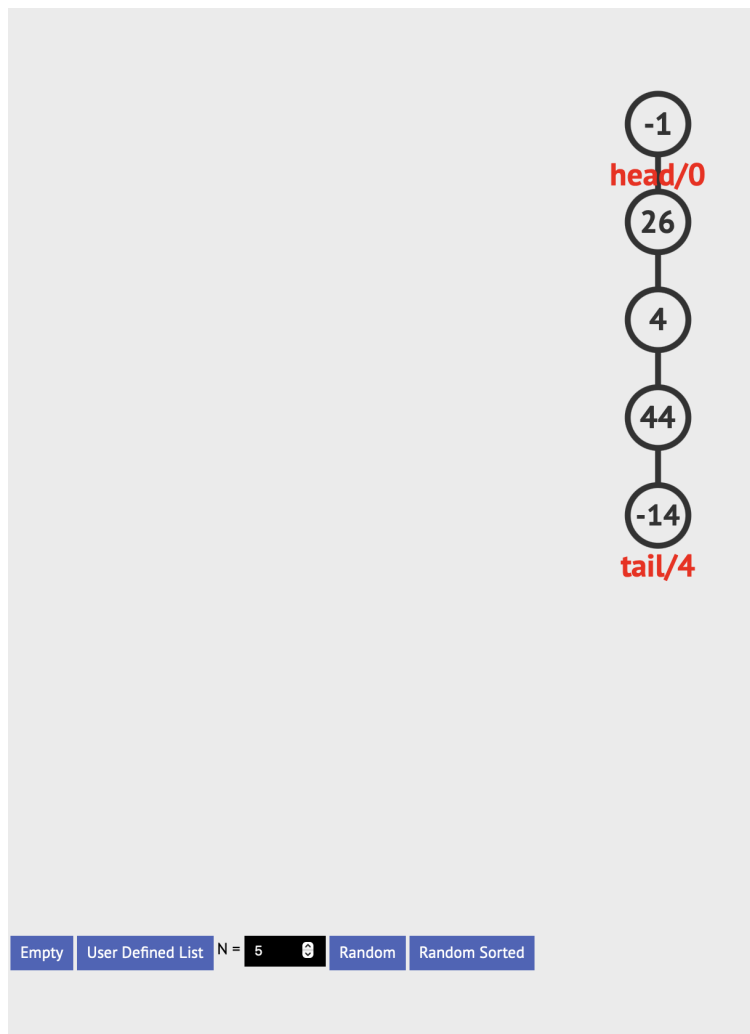 -1
head/0
26
4
44
-14
tail/4
Empty User Defined List N = 5 Random Random Sorted